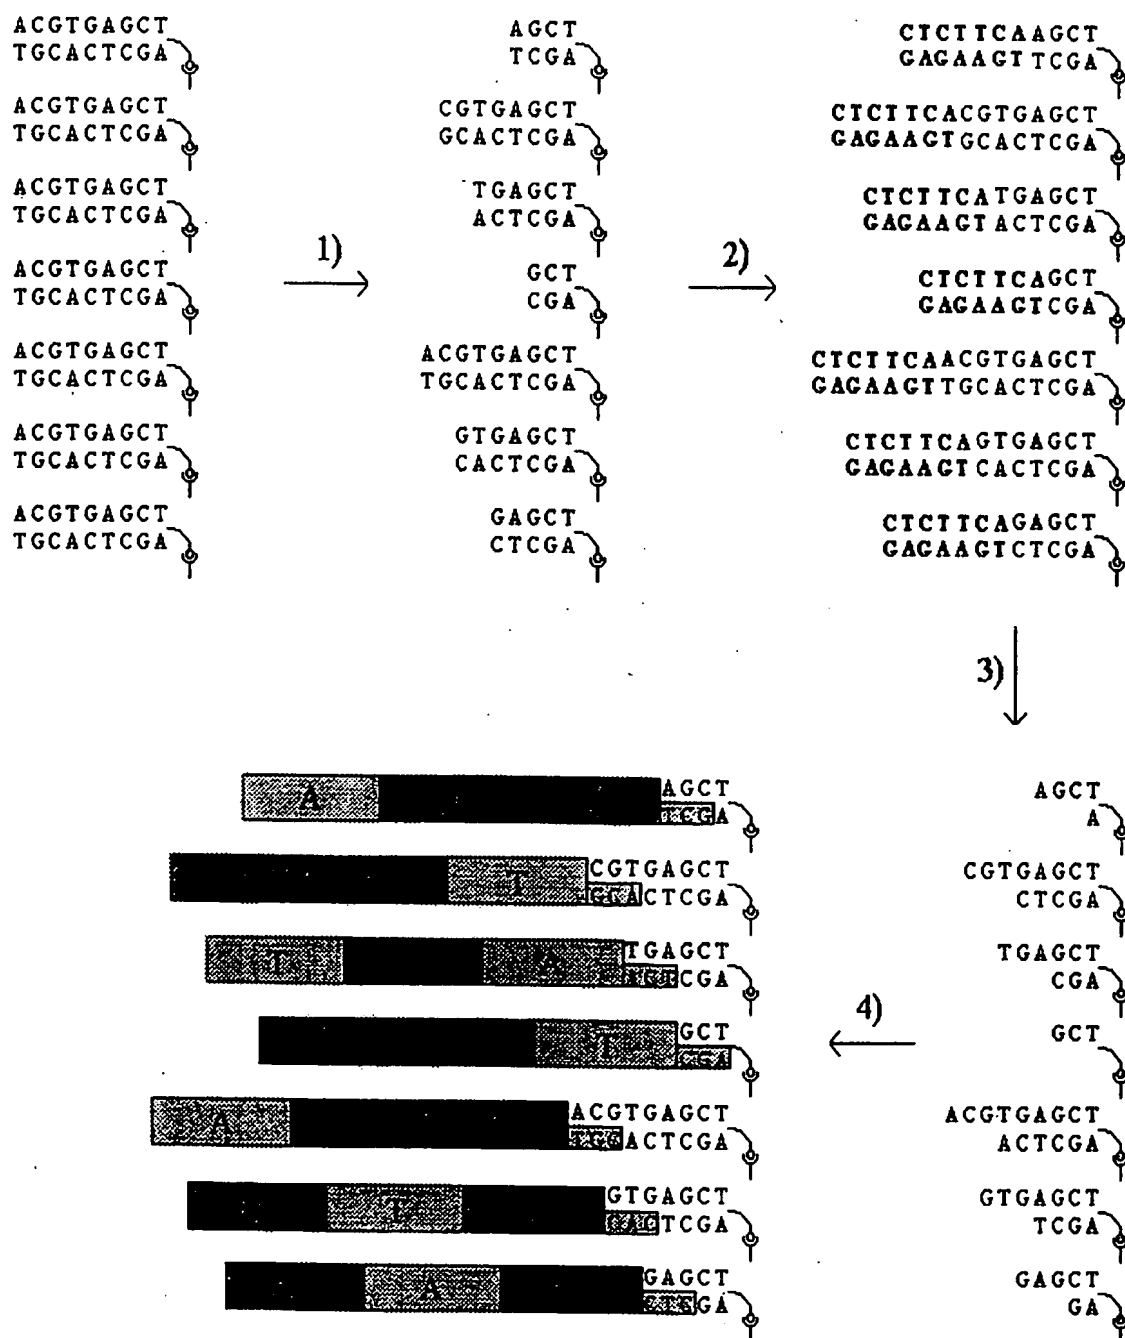 ACGTGAGCT
TGCACTCGA
ACGTGAGCT
TGCACTCGA
ACGTGAGCT
TGCACTCGA
ACGTGAGCT
TGCACTCGA
ACGTGAGCT
TGCACTCGA
ACGTGAGCT
TGCACTCGA
ACGTGAGCT
TGCACTCGA
1)
AGCT
TCGA
CGTGAGCT
GCACTCGA
TGAGCT
ACTCGA
GCT
CGA
ACGTGAGCT
TGCACTCGA
GTGAGCT
CACTCGA
GAGCT
CTCGA
2)
CTCTTCAAGCT
GAGAAGTTCGA
CTCTTCACGTGAGCT
GAGAAGTGCACTCGA
CTCTTCATGAGCT
GAGAAGTACTCGA
CTCTTCAGCT
GAGAAGTCGA
CTCTTCAACGTGAGCT
GAGAAGTTGCACTCGA
CTCTTCAGTGAGCT
GAGAAGTCACTCGA
CTCTTCAGAGCT
GAGAAGTCTCGA
3)
AGCT
A
CGTGAGCT
CTCGA
TGAGCT
CGA
GCT
ACGTGAGCT
ACTCGA
GTGAGCT
TCGA
GAGCT
GA
4)
A AGCT
TCGA
T CGTGAGCT
CTCGA
T A TGAGCT
AGTCGA
T GCT
CGA
A ACGTGAGCT
ACTCGA
T GTGAGCT
TCGA
A GAGCT
GA